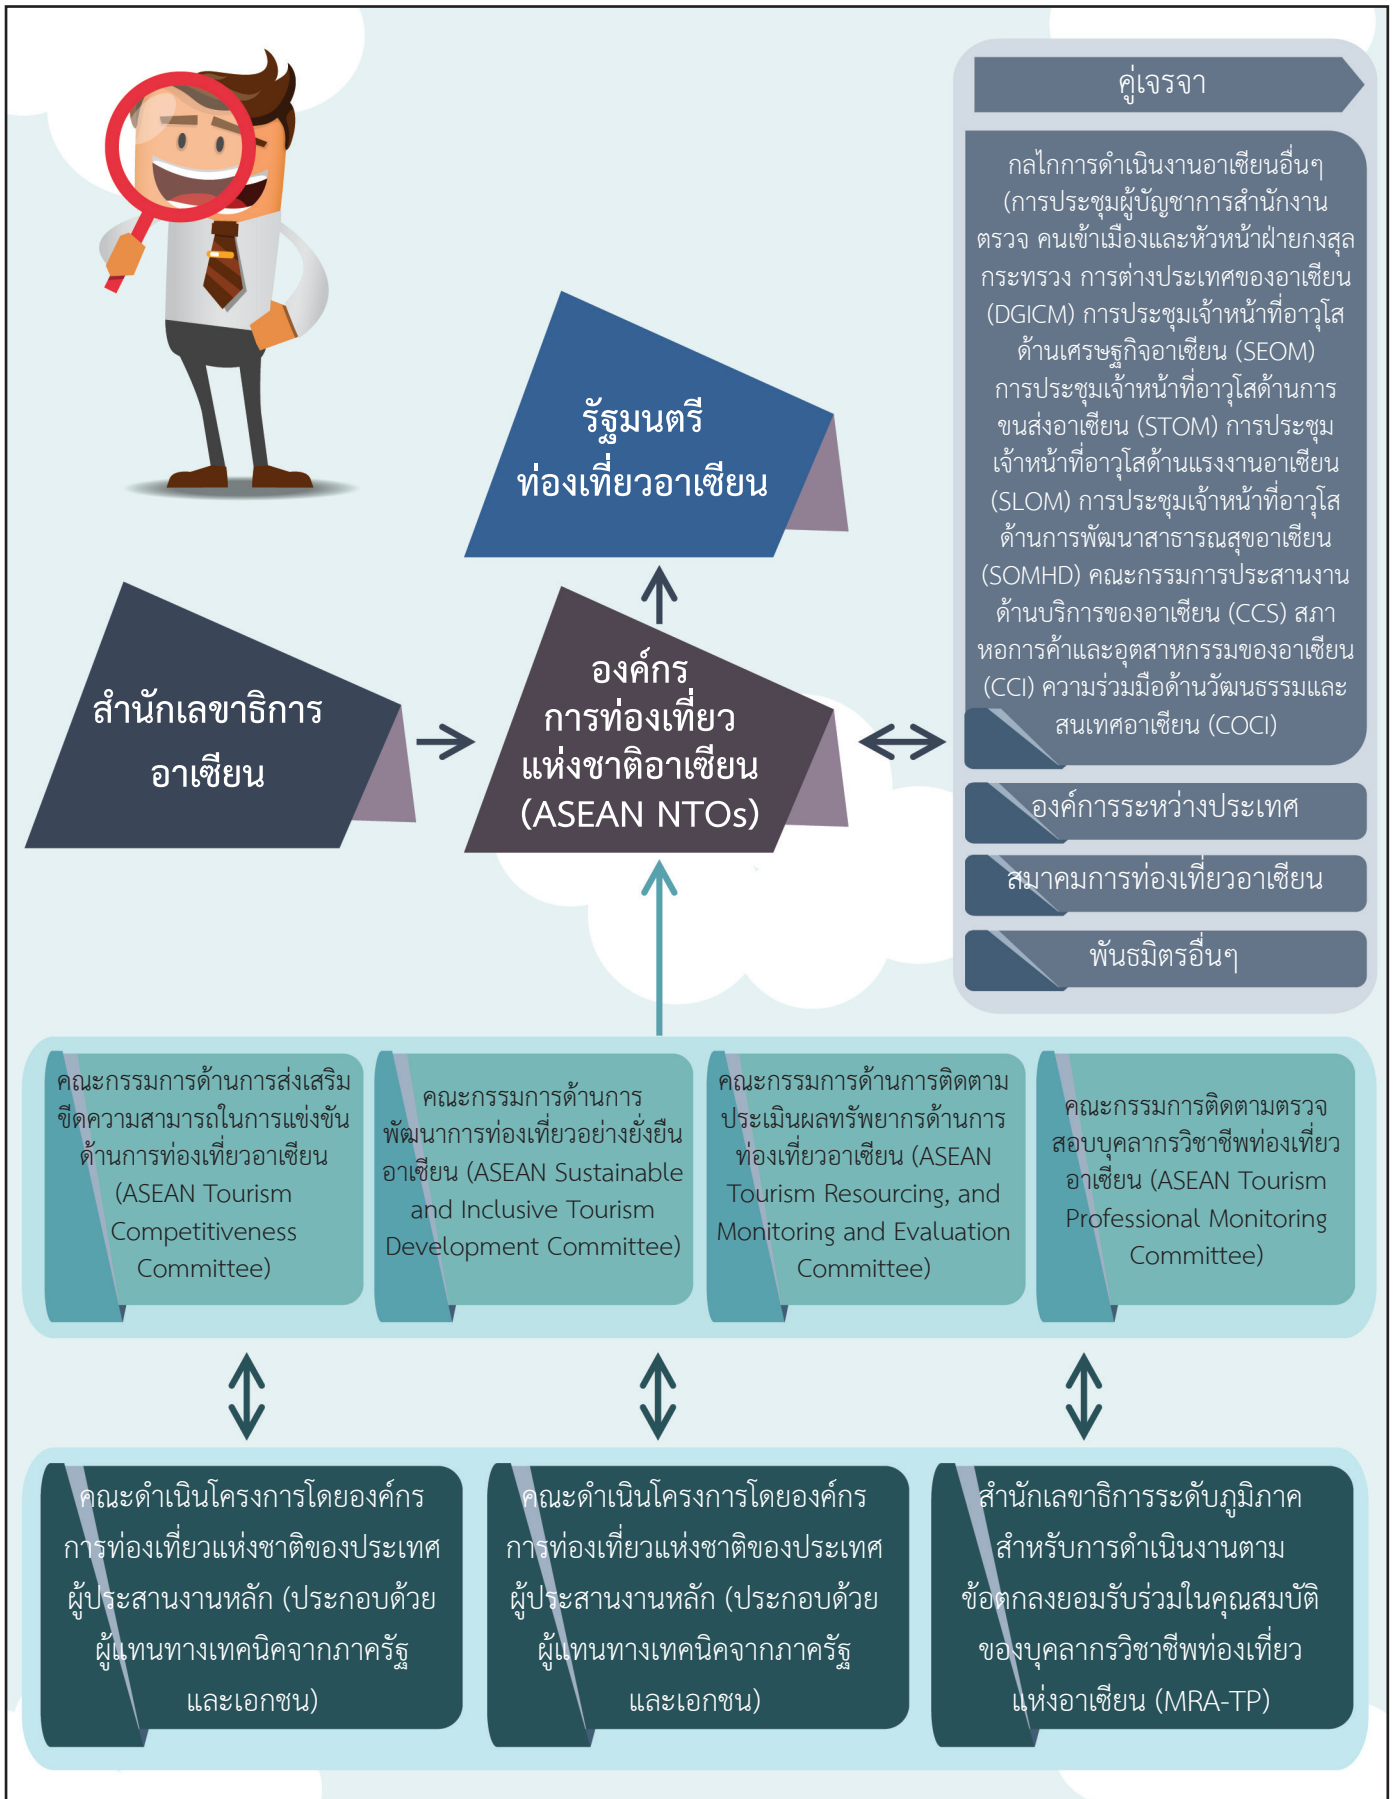 คู่เจรจา
กลไกการดำเนินงานอาเซียนอื่นๆ
(การประชุมผู้บัญชาการสำนักงาน
ตรวจ คนเข้าเมืองและหัวหน้าฝ่ายกงสุล
กระทรวง การต่างประเทศของอาเซียน
(DGICM) การประชุมเจ้าหน้าที่อาวุโส
ด้านเศรษฐกิจอาเซียน (SEOM)
การประชุมเจ้าหน้าที่อาวุโสด้านการ
ขนส่งอาเซียน (STOM) การประชุม
เจ้าหน้าที่อาวุโสด้านแรงงานอาเซียน
(SLOM) การประชุมเจ้าหน้าที่อาวุโส
ด้านการพัฒนาสาธารณสุขอาเซียน
(SOMHD) คณะกรรมการประสานงาน
ด้านบริการของอาเซียน (CCS) สภา
หอการค้าและอุตสาหกรรมของอาเซียน
(CCI) ความร่วมมือด้านวัฒนธรรมและ
สนเทศอาเซียน (COCI)
องค์การระหว่างประเทศ
สมาคมการท่องเที่ยวอาเซียน
พันธมิตรอื่นๆ
รัฐมนตรี
ท่องเที่ยวอาเซียน
สำนักเลขาธิการ
อาเซียน
องค์กร
การท่องเที่ยว
แห่งชาติอาเซียน
(ASEAN NTOs)
คณะกรรมการด้านการส่งเสริม
ขีดความสามารถในการแข่งขัน
ด้านการท่องเที่ยวอาเซียน
(ASEAN Tourism
Competitiveness
Committee)
คณะกรรมการด้านการ
พัฒนาการท่องเที่ยวอย่างยั่งยืน
อาเซียน (ASEAN Sustainable
and Inclusive Tourism
Development Committee)
คณะกรรมการด้านการติดตาม
ประเมินผลทรัพยากรด้านการ
ท่องเที่ยวอาเซียน (ASEAN
Tourism Resourcing, and
Monitoring and Evaluation
Committee)
คณะกรรมการติดตามตรวจ
สอบบุคลากรวิชาชีพท่องเที่ยว
อาเซียน (ASEAN Tourism
Professional Monitoring
Committee)
คณะดำเนินโครงการโดยองค์กร
การท่องเที่ยวแห่งชาติของประเทศ
ผู้ประสานงานหลัก (ประกอบด้วย
ผู้แทนทางเทคนิคจากภาครัฐ
และเอกชน)
คณะดำเนินโครงการโดยองค์กร
การท่องเที่ยวแห่งชาติของประเทศ
ผู้ประสานงานหลัก (ประกอบด้วย
ผู้แทนทางเทคนิคจากภาครัฐ
และเอกชน)
สำนักเลขาธิการระดับภูมิภาค
สำหรับการดำเนินงานตาม
ข้อตกลงยอมรับร่วมในคุณสมบัติ
ของบุคลากรวิชาชีพท่องเที่ยว
แห่งอาเซียน (MRA-TP)